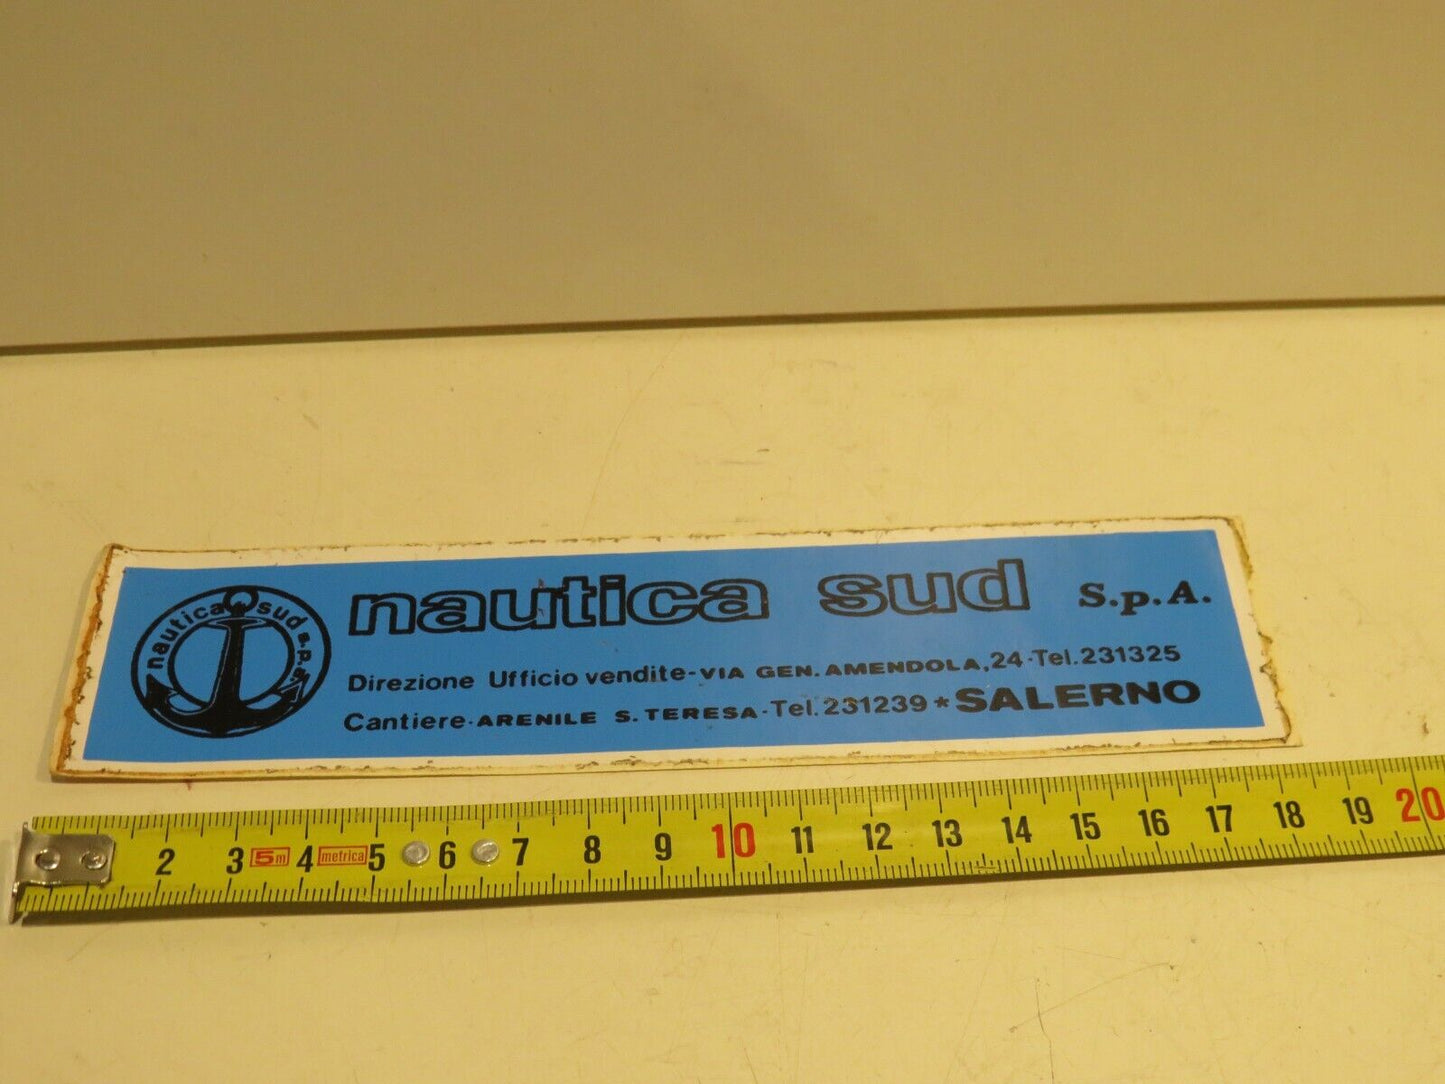 nautica sud s.p.a.
nautica sud S.p.A.
Direzione Ufficio vendite-VIA GEN. AMENDOLA, 24-Tel. 231325
Cantiere-ARENILE S. TERESA-Tel. 231239 * SALERNO
2 3 5m 4 metrica 5 6 7 8 9 10 11 12 13 14 15 16 17 18 19 20